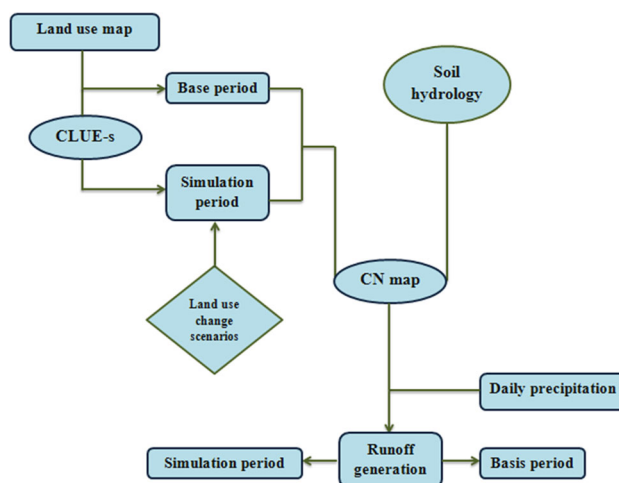 Land use map
Base period
Soil
hydrology
CLUE-s
Simulation
period
Land use
change
scenarios
CN map
Daily precipitation
Runoff
generation
Simulation period
Basis period